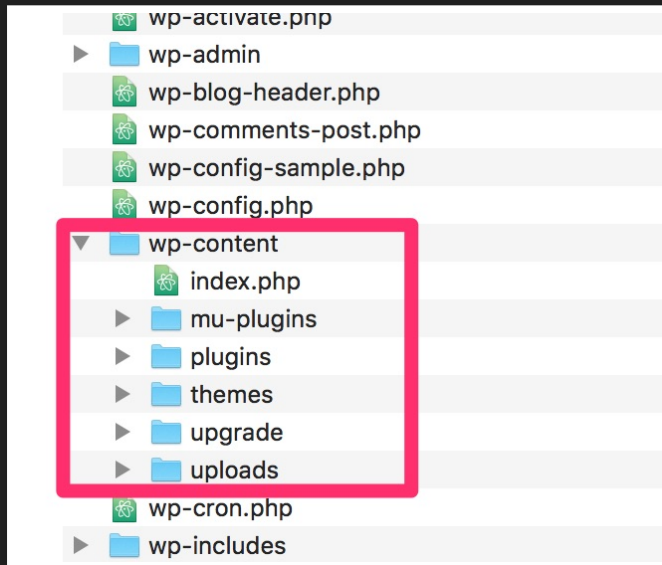 wp-activate.php
wp-admin
wp-blog-header.php
wp-comments-post.php
wp-config-sample.php
wp-config.php
wp-content
index.php
mu-plugins
plugins
themes
upgrade
uploads
wp-cron.php
wp-includes